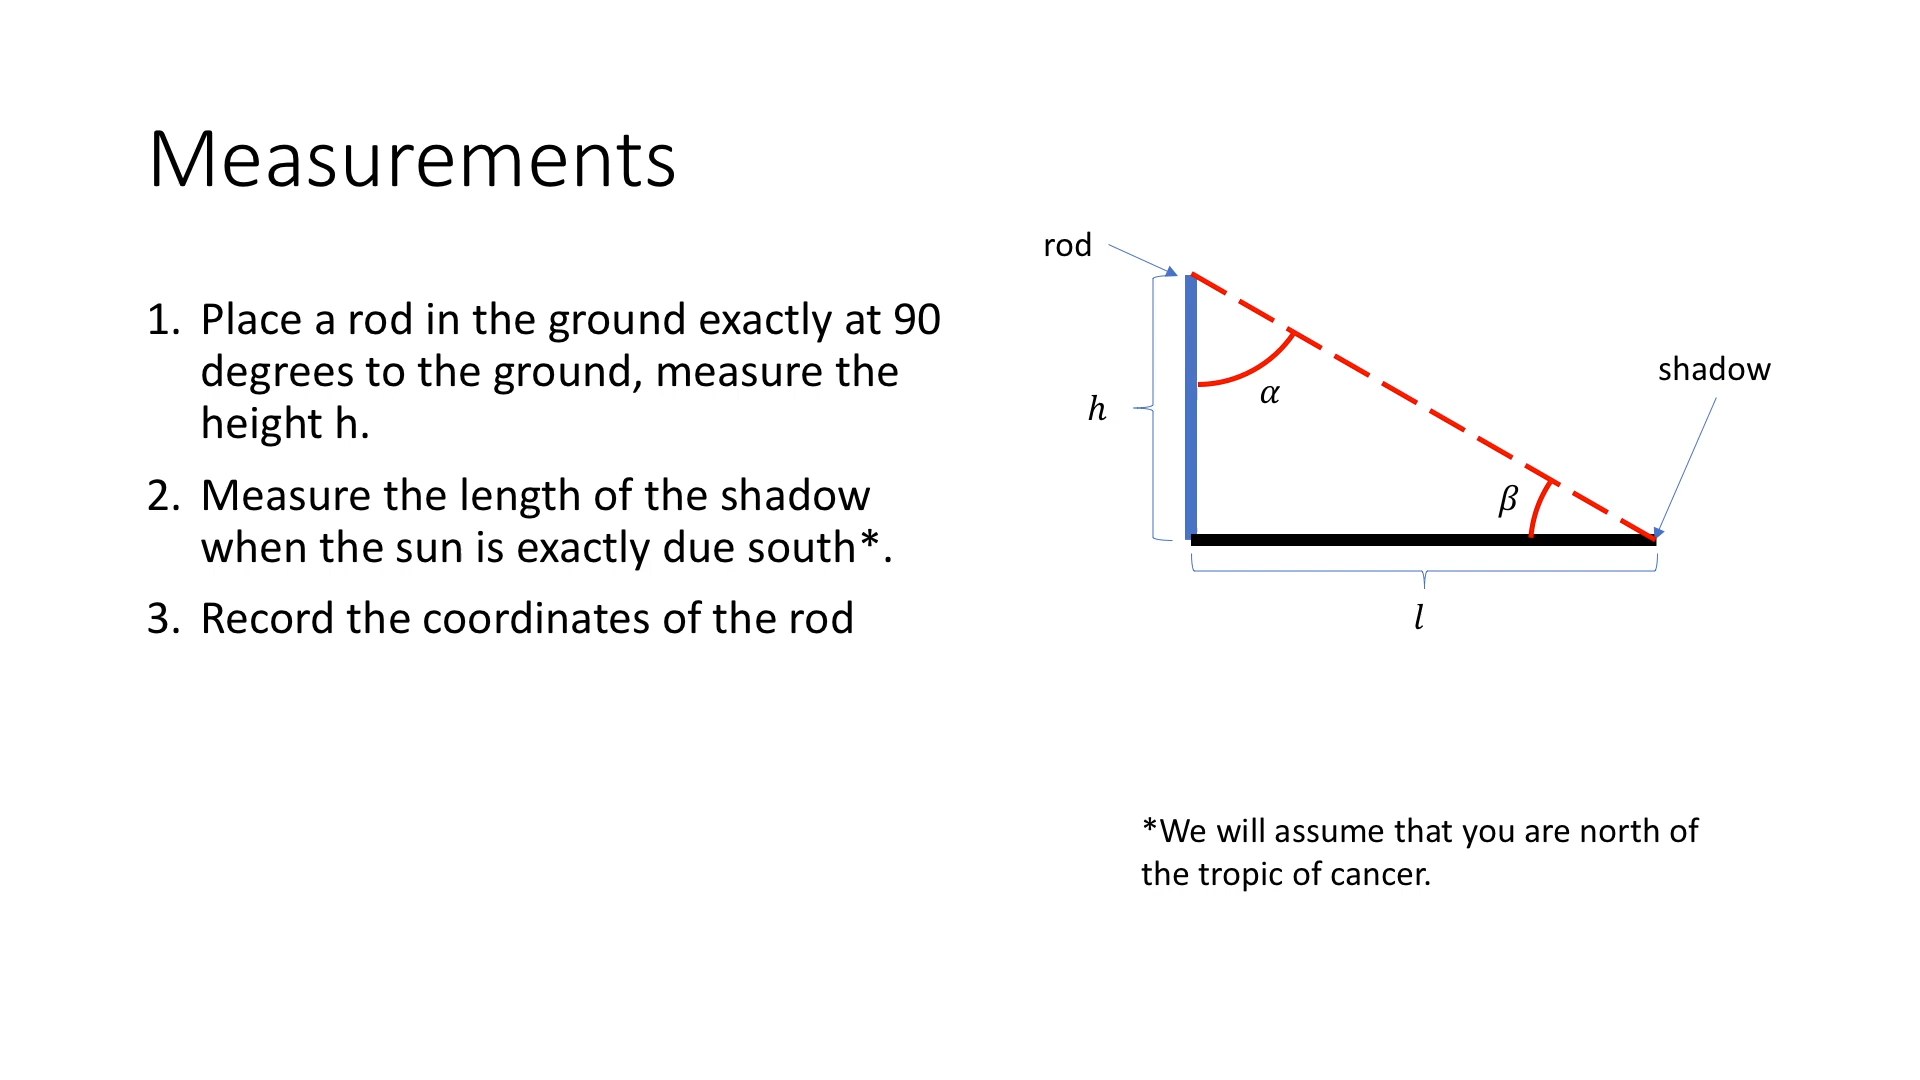 Measurements
1. Place a rod in the ground exactly at 90
degrees to the ground, measure the
height h.
2. Measure the length of the shadow
when the sun is exactly due south*.
3. Record the coordinates of the rod
rod
shadow
α
h
β
l
*We will assume that you are north of
the tropic of cancer.